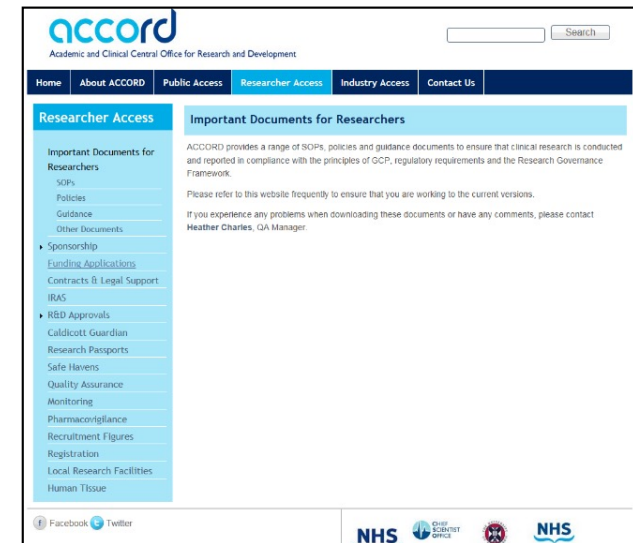 accord
Academic and Clinical Central Office for Research and Development
Search
Home About ACCORD Public Access Researcher Access Industry Access Contact Us
Researcher Access
Important Documents for
Researchers
SOPs
Policies
Guidance
Other Documents
Sponsorship
Funding Applications
Contracts & Legal Support
IRAS
R&D Approvals
Caldicott Guardian
Research Passports
Safe Havens
Quality Assurance
Monitoring
Pharmacovigilance
Recruitment Figures
Registration
Local Research Facilities
Human Tissue
Important Documents for Researchers
ACCORD provides a range of SOPs, policies and guidance documents to ensure that clinical research is conducted
and reported in compliance with the principles of GCP, regulatory requirements and the Research Governance
Framework.
Please refer to this website frequently to ensure that you are working to the current versions.
If you experience any problems when downloading these documents or have any comments, please contact
Heather Charles, QA Manager.
f Facebook Twitter
NHS
CHIEF
SCIENTIST
OFFICE
NHS